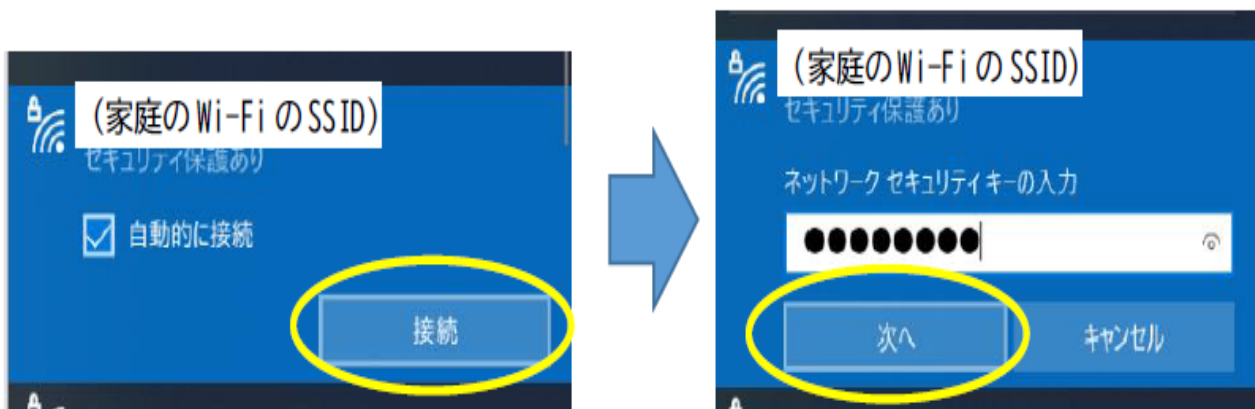 （家庭のWi-FiのSSID）
セキュリティ保護あり
自動的に接続
接続
（家庭のWi-FiのSSID）
セキュリティ保護あり
ネットワーク セキュリティ キーの入力
●●●●●●●●
次へ
キャンセル